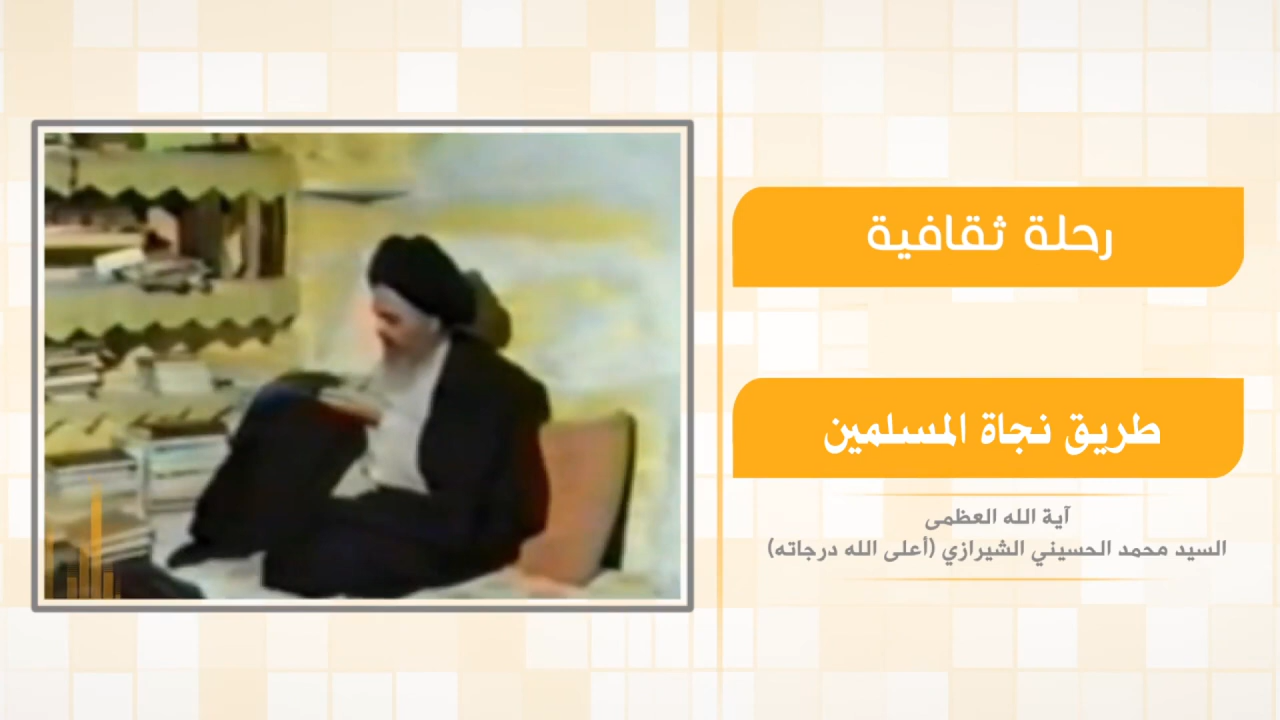 رحلة ثقافية
طريق نجاة المسلمين
آية الله العظمى
السيد محمد الحسيني الشيرازي (أعلى الله درجاته)